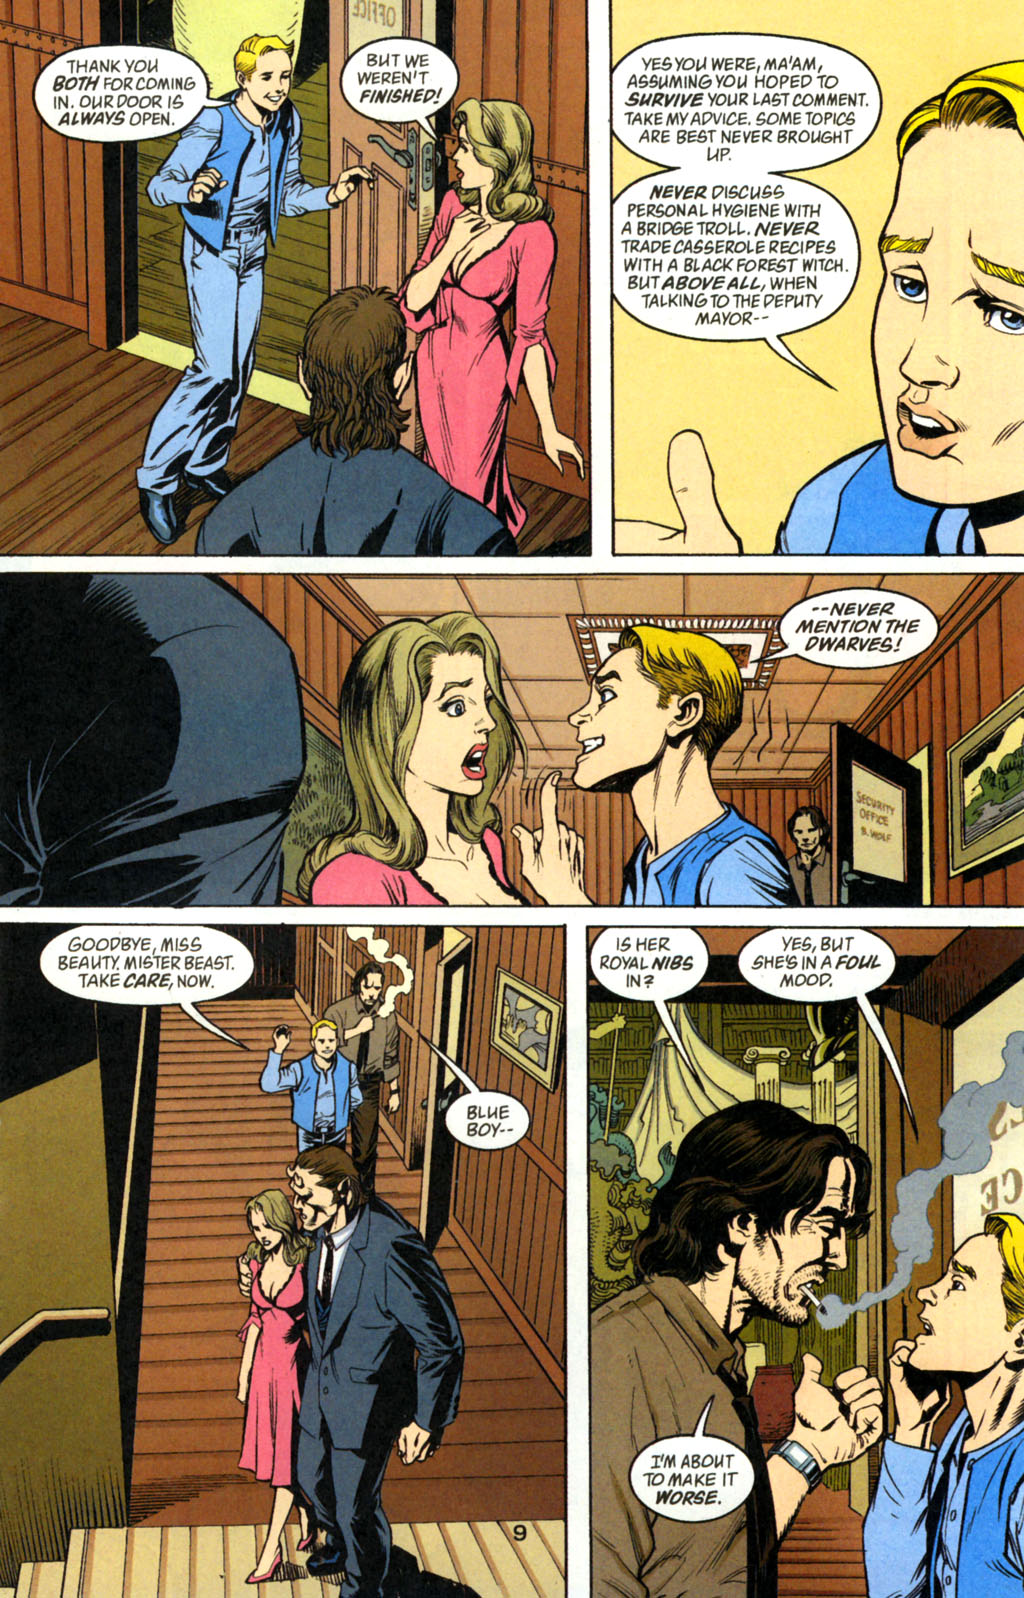 OFFICE
THANK YOU
BOTH FOR COMING
IN. OUR DOOR IS
ALWAYS OPEN.
BUT WE
WEREN'T
FINISHED!
YES YOU WERE, MA'AM,
ASSUMING YOU HOPED TO
SURVIVE YOUR LAST COMMENT.
TAKE MY ADVICE. SOME TOPICS
ARE BEST NEVER BROUGHT
UP.
NEVER DISCUSS
PERSONAL HYGIENE WITH
A BRIDGE TROLL. NEVER
TRADE CASSEROLE RECIPES
WITH A BLACK FOREST WITCH.
BUT ABOVE ALL, WHEN
TALKING TO THE DEPUTY
MAYOR--
--NEVER
MENTION THE
DWARVES!
SECURITY
OFFICE
B. WOLF
GOODBYE, MISS
BEAUTY. MISTER BEAST.
TAKE CARE, NOW.
BLUE
BOY--
IS HER
ROYAL NIBS
IN?
YES, BUT
SHE'S IN A FOUL
MOOD.
I'M ABOUT
TO MAKE IT
WORSE.
9